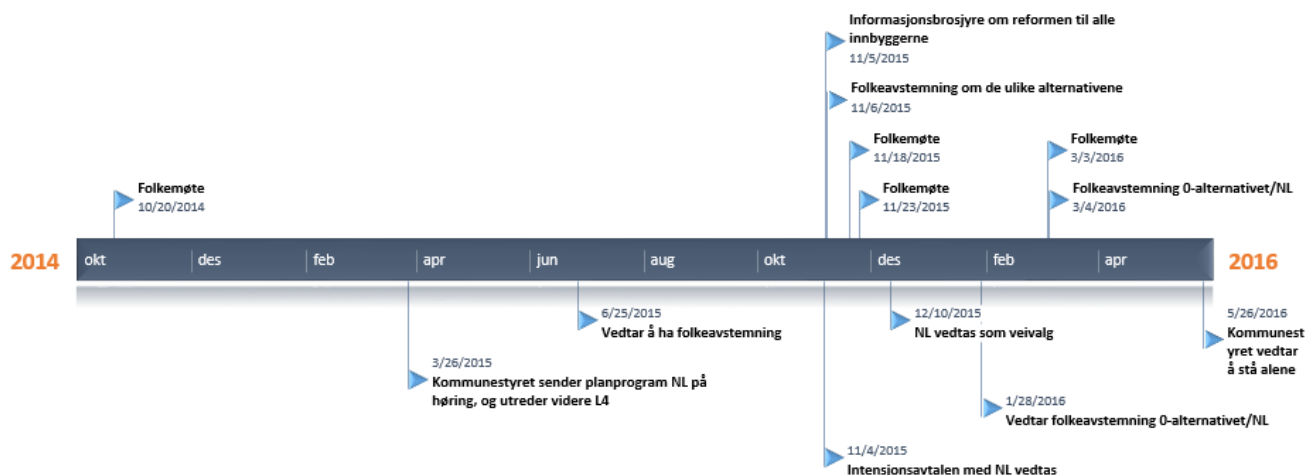 Informasjonsbrosjyre om reformen til alle
innbyggerne
11/5/2015
Folkeavstemning om de ulike alternativene
11/6/2015
Folkemøte
11/18/2015
Folkemøte
3/3/2016
Folkemøte
10/20/2014
Folkemøte
11/23/2015
Folkeavstemning 0-alternativet/NL
3/4/2016
2014 okt des feb apr jun aug okt des feb apr 2016
6/25/2015
Vedtar å ha folkeavstemning
12/10/2015
NL vedtas som veivalg
5/26/2016
Kommunest
yret vedtar
å stå alene
3/26/2015
Kommunestyret sender planprogram NL på
høring, og utreder videre L4
1/28/2016
Vedtar folkeavstemning 0-alternativet/NL
11/4/2015
Intensionsavtalen med NL vedtas